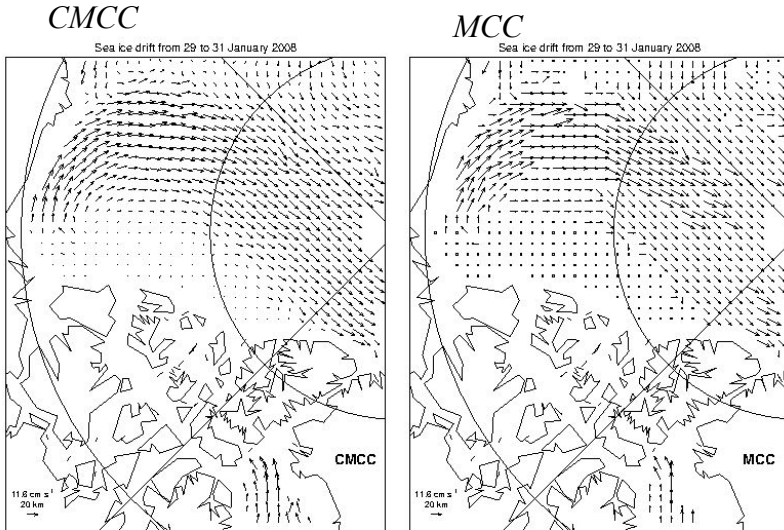 CMCC
Sea ice drift from 29 to 31 January 2008
CMCC
11.6 cm s⁻¹
20 km
MCC
Sea ice drift from 29 to 31 January 2008
MCC
11.6 cm s⁻¹
20 km